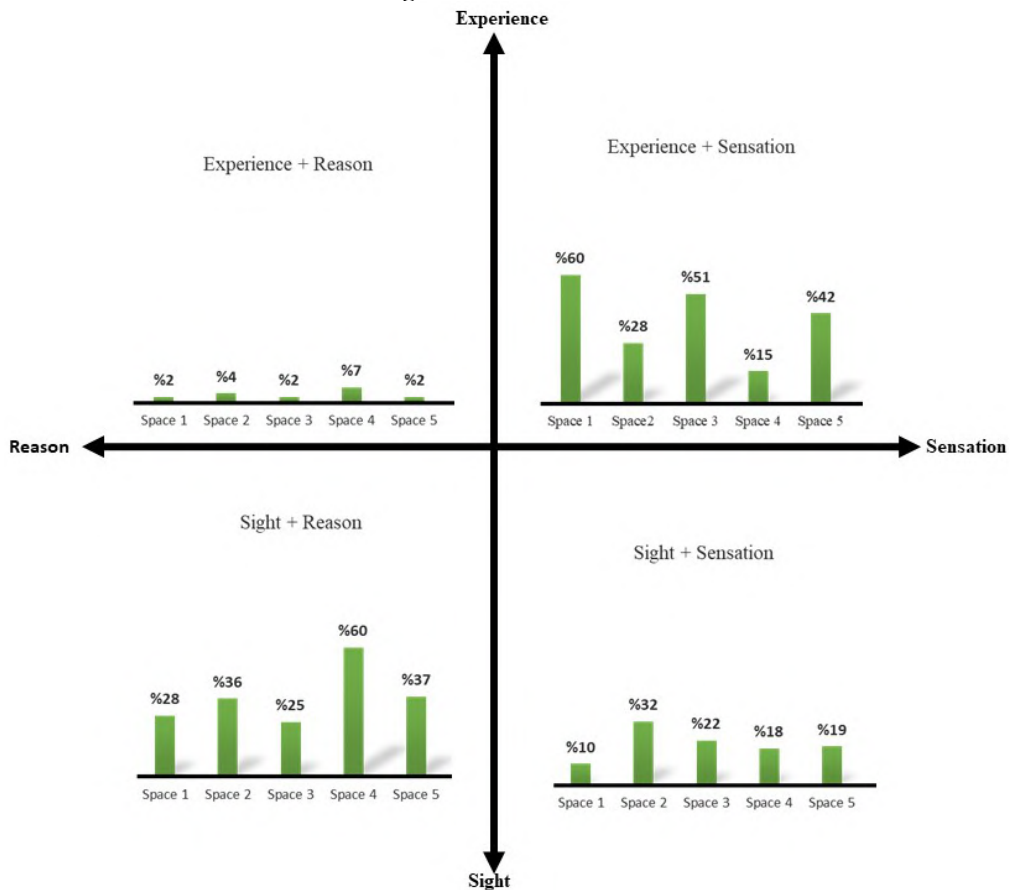 Experience
Experience + Reason
Experience + Sensation
%60
%28
%51
%15
%42
%2
%4
%2
%7
%2
Space 1
Space 2
Space 3
Space 4
Space 5
Space 1
Space2
Space 3
Space 4
Space 5
Reason
Sensation
Sight + Reason
Sight + Sensation
%28
%36
%25
%60
%37
%10
%32
%22
%18
%19
Space 1
Space 2
Space 3
Space 4
Space 5
Space 1
Space 2
Space 3
Space 4
Space 5
Sight